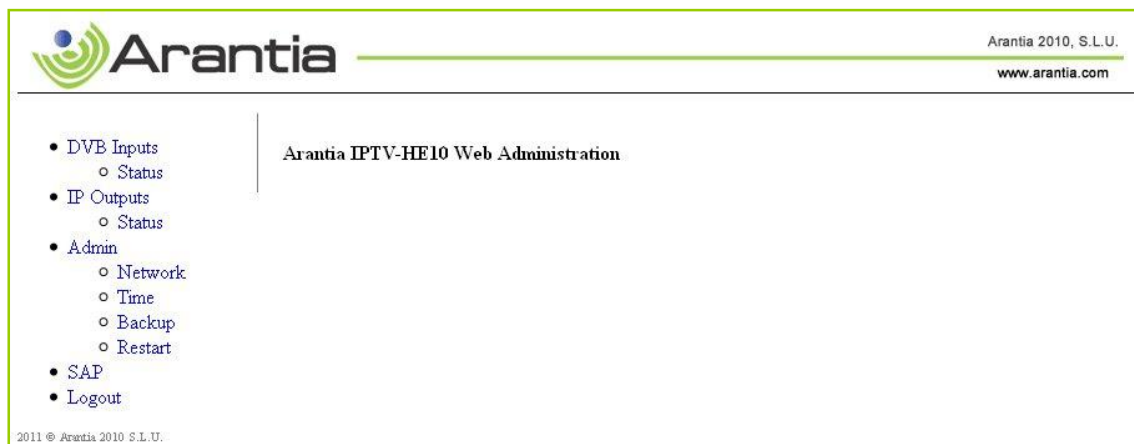 Arantia
Arantia 2010, S.L.U.
www.arantia.com
DVB Inputs
Status
IP Outputs
Status
Admin
Network
Time
Backup
Restart
SAP
Logout
Arantia IPTV-HE10 Web Administration
2011 © Arantia 2010 S.L.U.